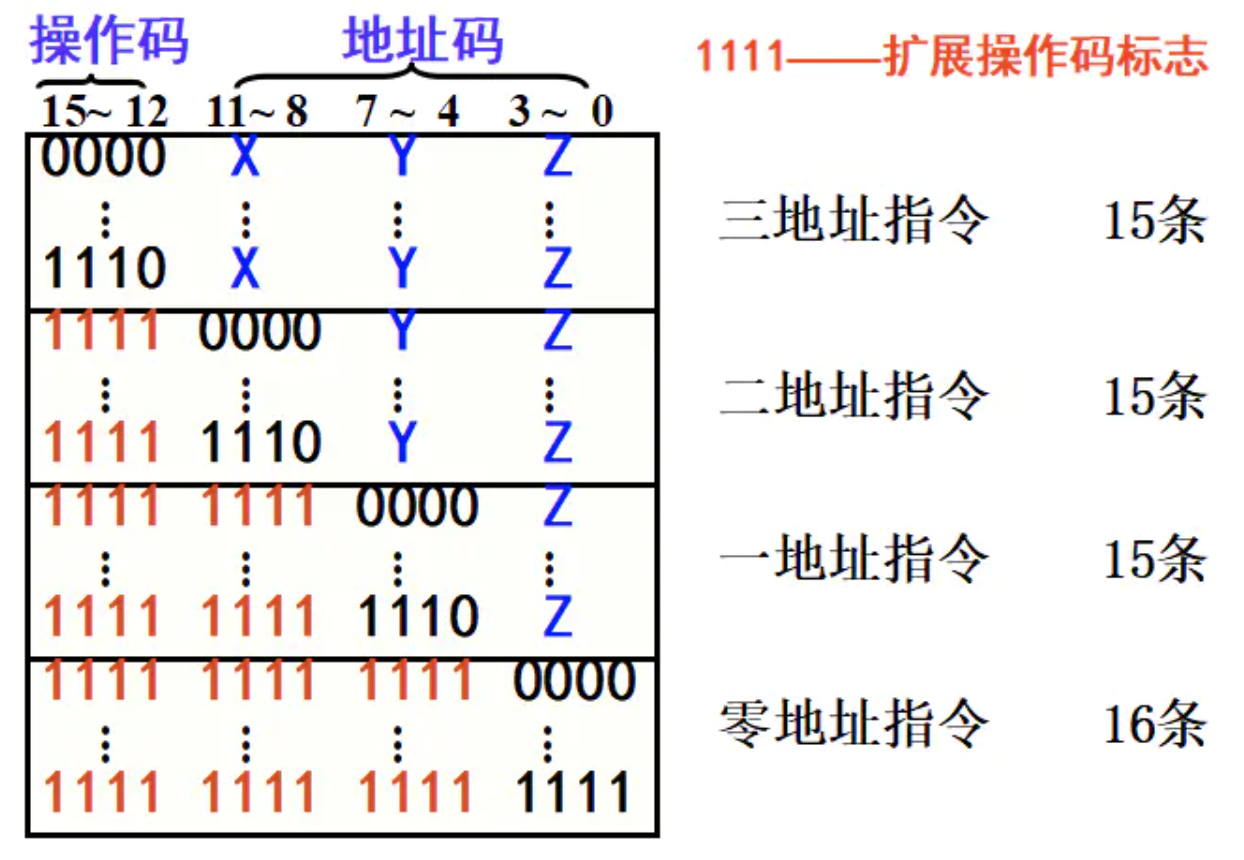 操作码 地址码 1111——扩展操作码标志
15~ 12 11~ 8 7 ~ 4 3 ~ 0
0000 X Y Z
⋮ ⋮ ⋮ ⋮ 三地址指令 15条
1110 X Y Z
1111 0000 Y Z
⋮ ⋮ ⋮ ⋮ 二地址指令 15条
1111 1110 Y Z
1111 1111 0000 Z
⋮ ⋮ ⋮ ⋮ 一地址指令 15条
1111 1111 1110 Z
1111 1111 1111 0000
⋮ ⋮ ⋮ ⋮ 零地址指令 16条
1111 1111 1111 1111